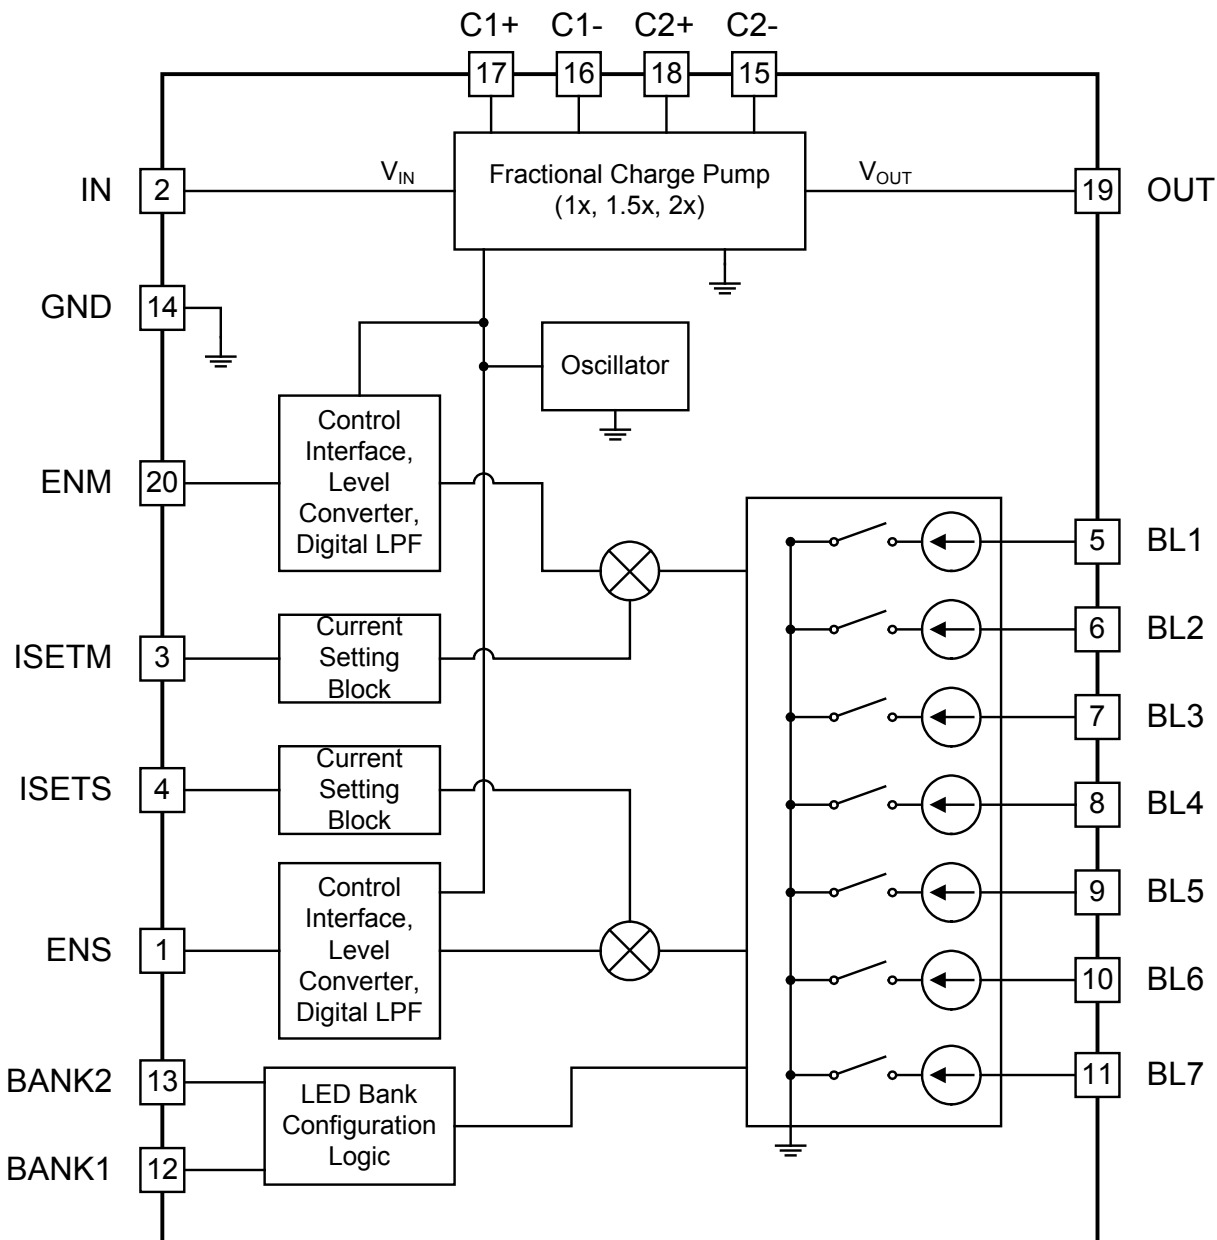 C1+ C1- C2+ C2-
17 16 18 15
IN 2 VIN Fractional Charge Pump VOUT 19 OUT
(1x, 1.5x, 2x)
GND 14
Oscillator
Control
Interface,
Level
Converter,
Digital LPF
ENM 20
Current
Setting
Block
ISETM 3
Current
Setting
Block
ISETS 4
Control
Interface,
Level
Converter,
Digital LPF
ENS 1
BANK2 13
LED Bank
Configuration
Logic
BANK1 12
5 BL1
6 BL2
7 BL3
8 BL4
9 BL5
10 BL6
11 BL7